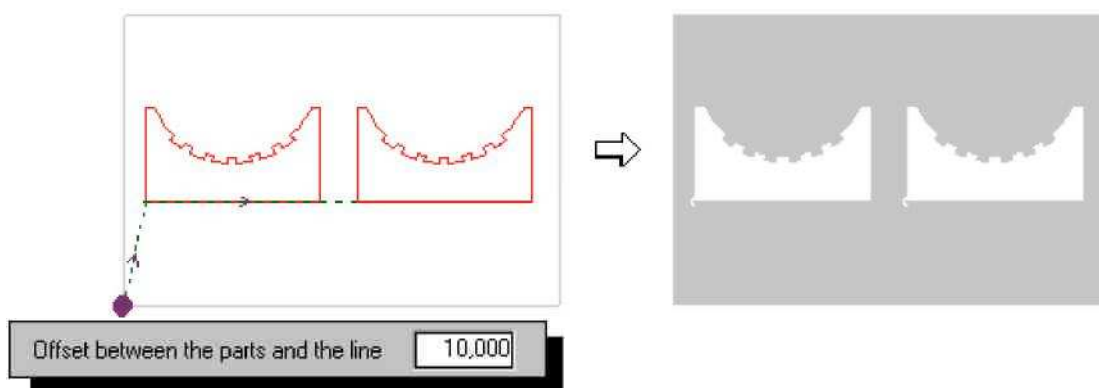 Offset between the parts and the line 10,000